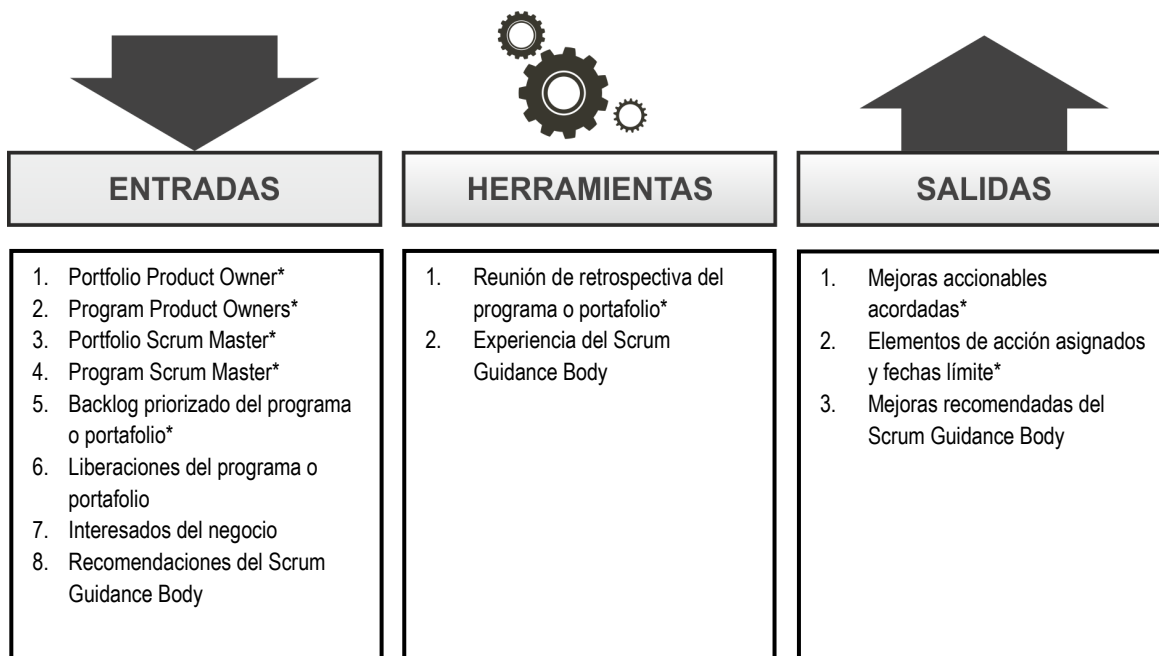 ENTRADAS
1. Portfolio Product Owner*
2. Program Product Owners*
3. Portfolio Scrum Master*
4. Program Scrum Master*
5. Backlog priorizado del programa
o portafolio*
6. Liberaciones del programa o
portafolio
7. Interesados del negocio
8. Recomendaciones del Scrum
Guidance Body
HERRAMIENTAS
1. Reunión de retrospectiva del
programa o portafolio*
2. Experiencia del Scrum
Guidance Body
SALIDAS
1. Mejoras accionables
acordadas*
2. Elementos de acción asignados
y fechas límite*
3. Mejoras recomendadas del
Scrum Guidance Body